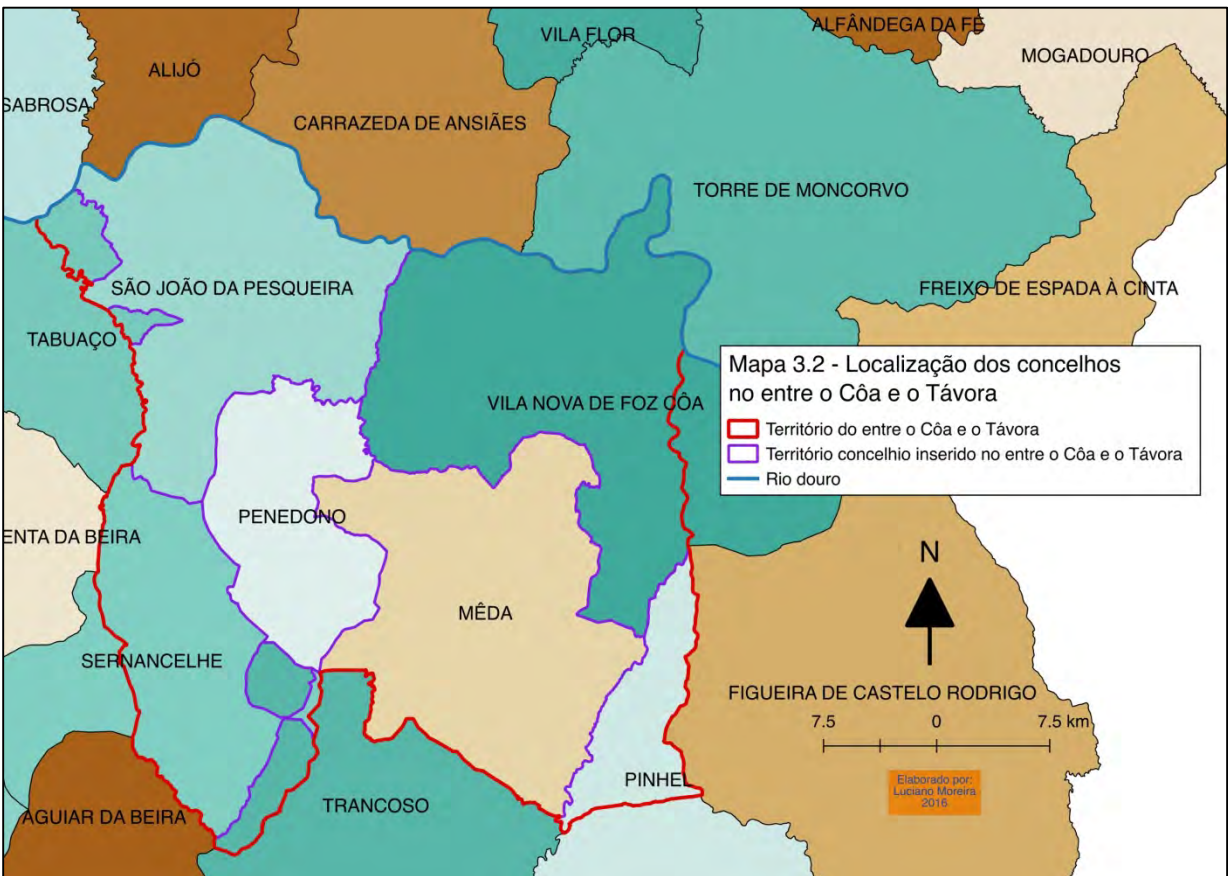 VILA FLOR
ALFÂNDEGA DA FÉ
MOGADOURO
ALIJÓ
SABROSA
CARRAZEDA DE ANSIÃES
TORRE DE MONCORVO
SÃO JOÃO DA PESQUEIRA
FREIXO DE ESPADA À CINTA
TABUAÇO
Mapa 3.2 - Localização dos concelhos
no entre o Côa e o Távora
Território do entre o Côa e o Távora
Território concelhio inserido no entre o Côa e o Távora
Rio douro
VILA NOVA DE FOZ CÔA
PENEDONO
ENTA DA BEIRA
N
MÊDA
SERNANCELHE
FIGUEIRA DE CASTELO RODRIGO
7.5 0 7.5 km
PINHEL
Elaborado por:
Luciano Moreira
2016
TRANCOSO
AGUIAR DA BEIRA